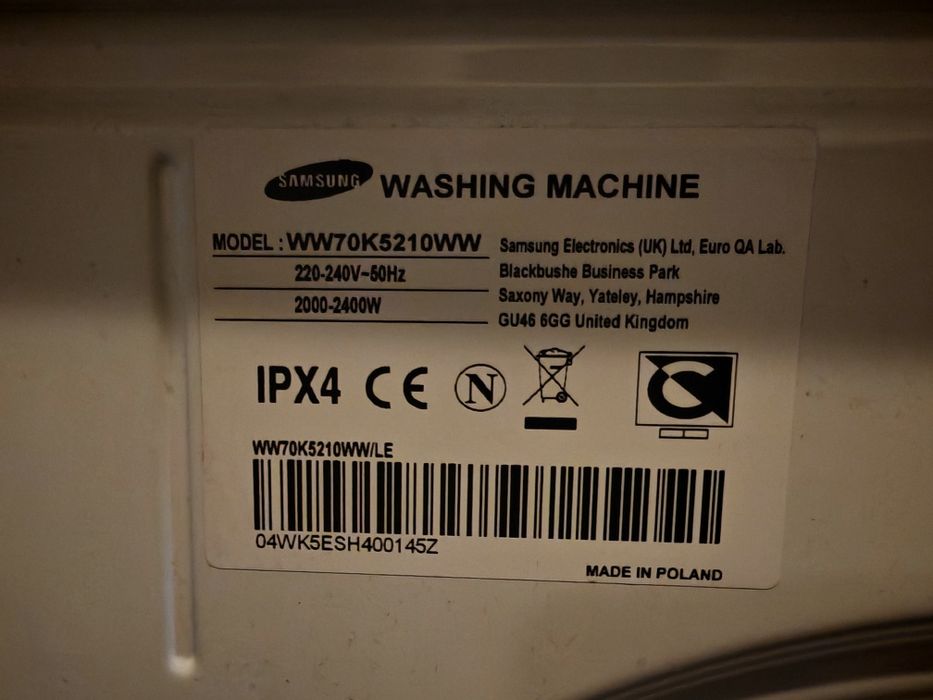 SAMSUNG WASHING MACHINE
MODEL : WW70K5210WW
220-240V~50Hz
2000-2400W
Samsung Electronics (UK) Ltd, Euro QA Lab.
Blackbushe Business Park
Saxony Way, Yateley, Hampshire
GU46 6GG United Kingdom
IPX4 CE N
WW70K5210WW/LE
04WK5ESH400145Z
MADE IN POLAND